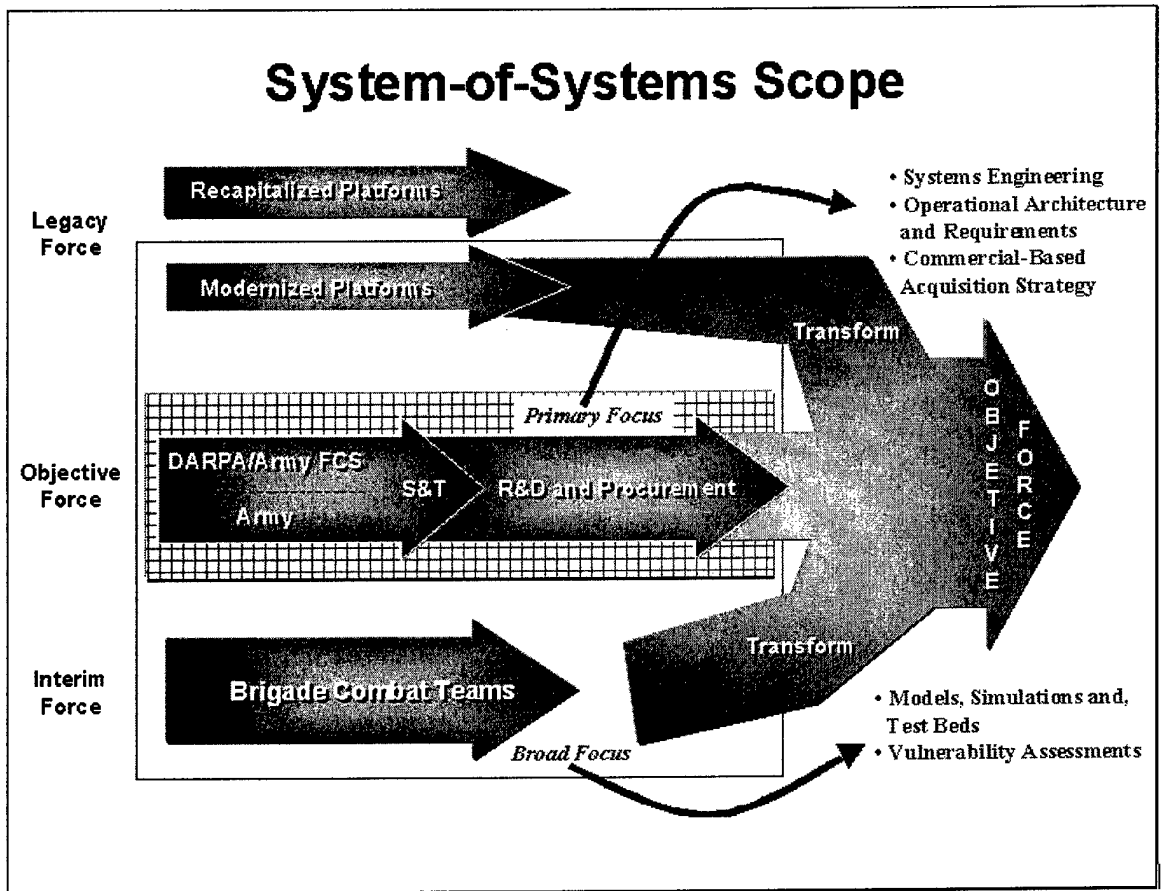 System-of-Systems Scope
Recapitalized Platforms
Legacy
Force
Modernized Platforms
• Systems Engineering
• Operational Architecture
and Requirements
• Commercial-Based
Acquisition Strategy
Transform
Primary Focus
Objective
Force
DARPA/Army FCS
Army
S&T
R&D and Procurement
OBJETIVE
FORCE
Interim
Force
Brigade Combat Teams
Transform
Broad Focus
• Models, Simulations and,
Test Beds
• Vulnerability Assessments